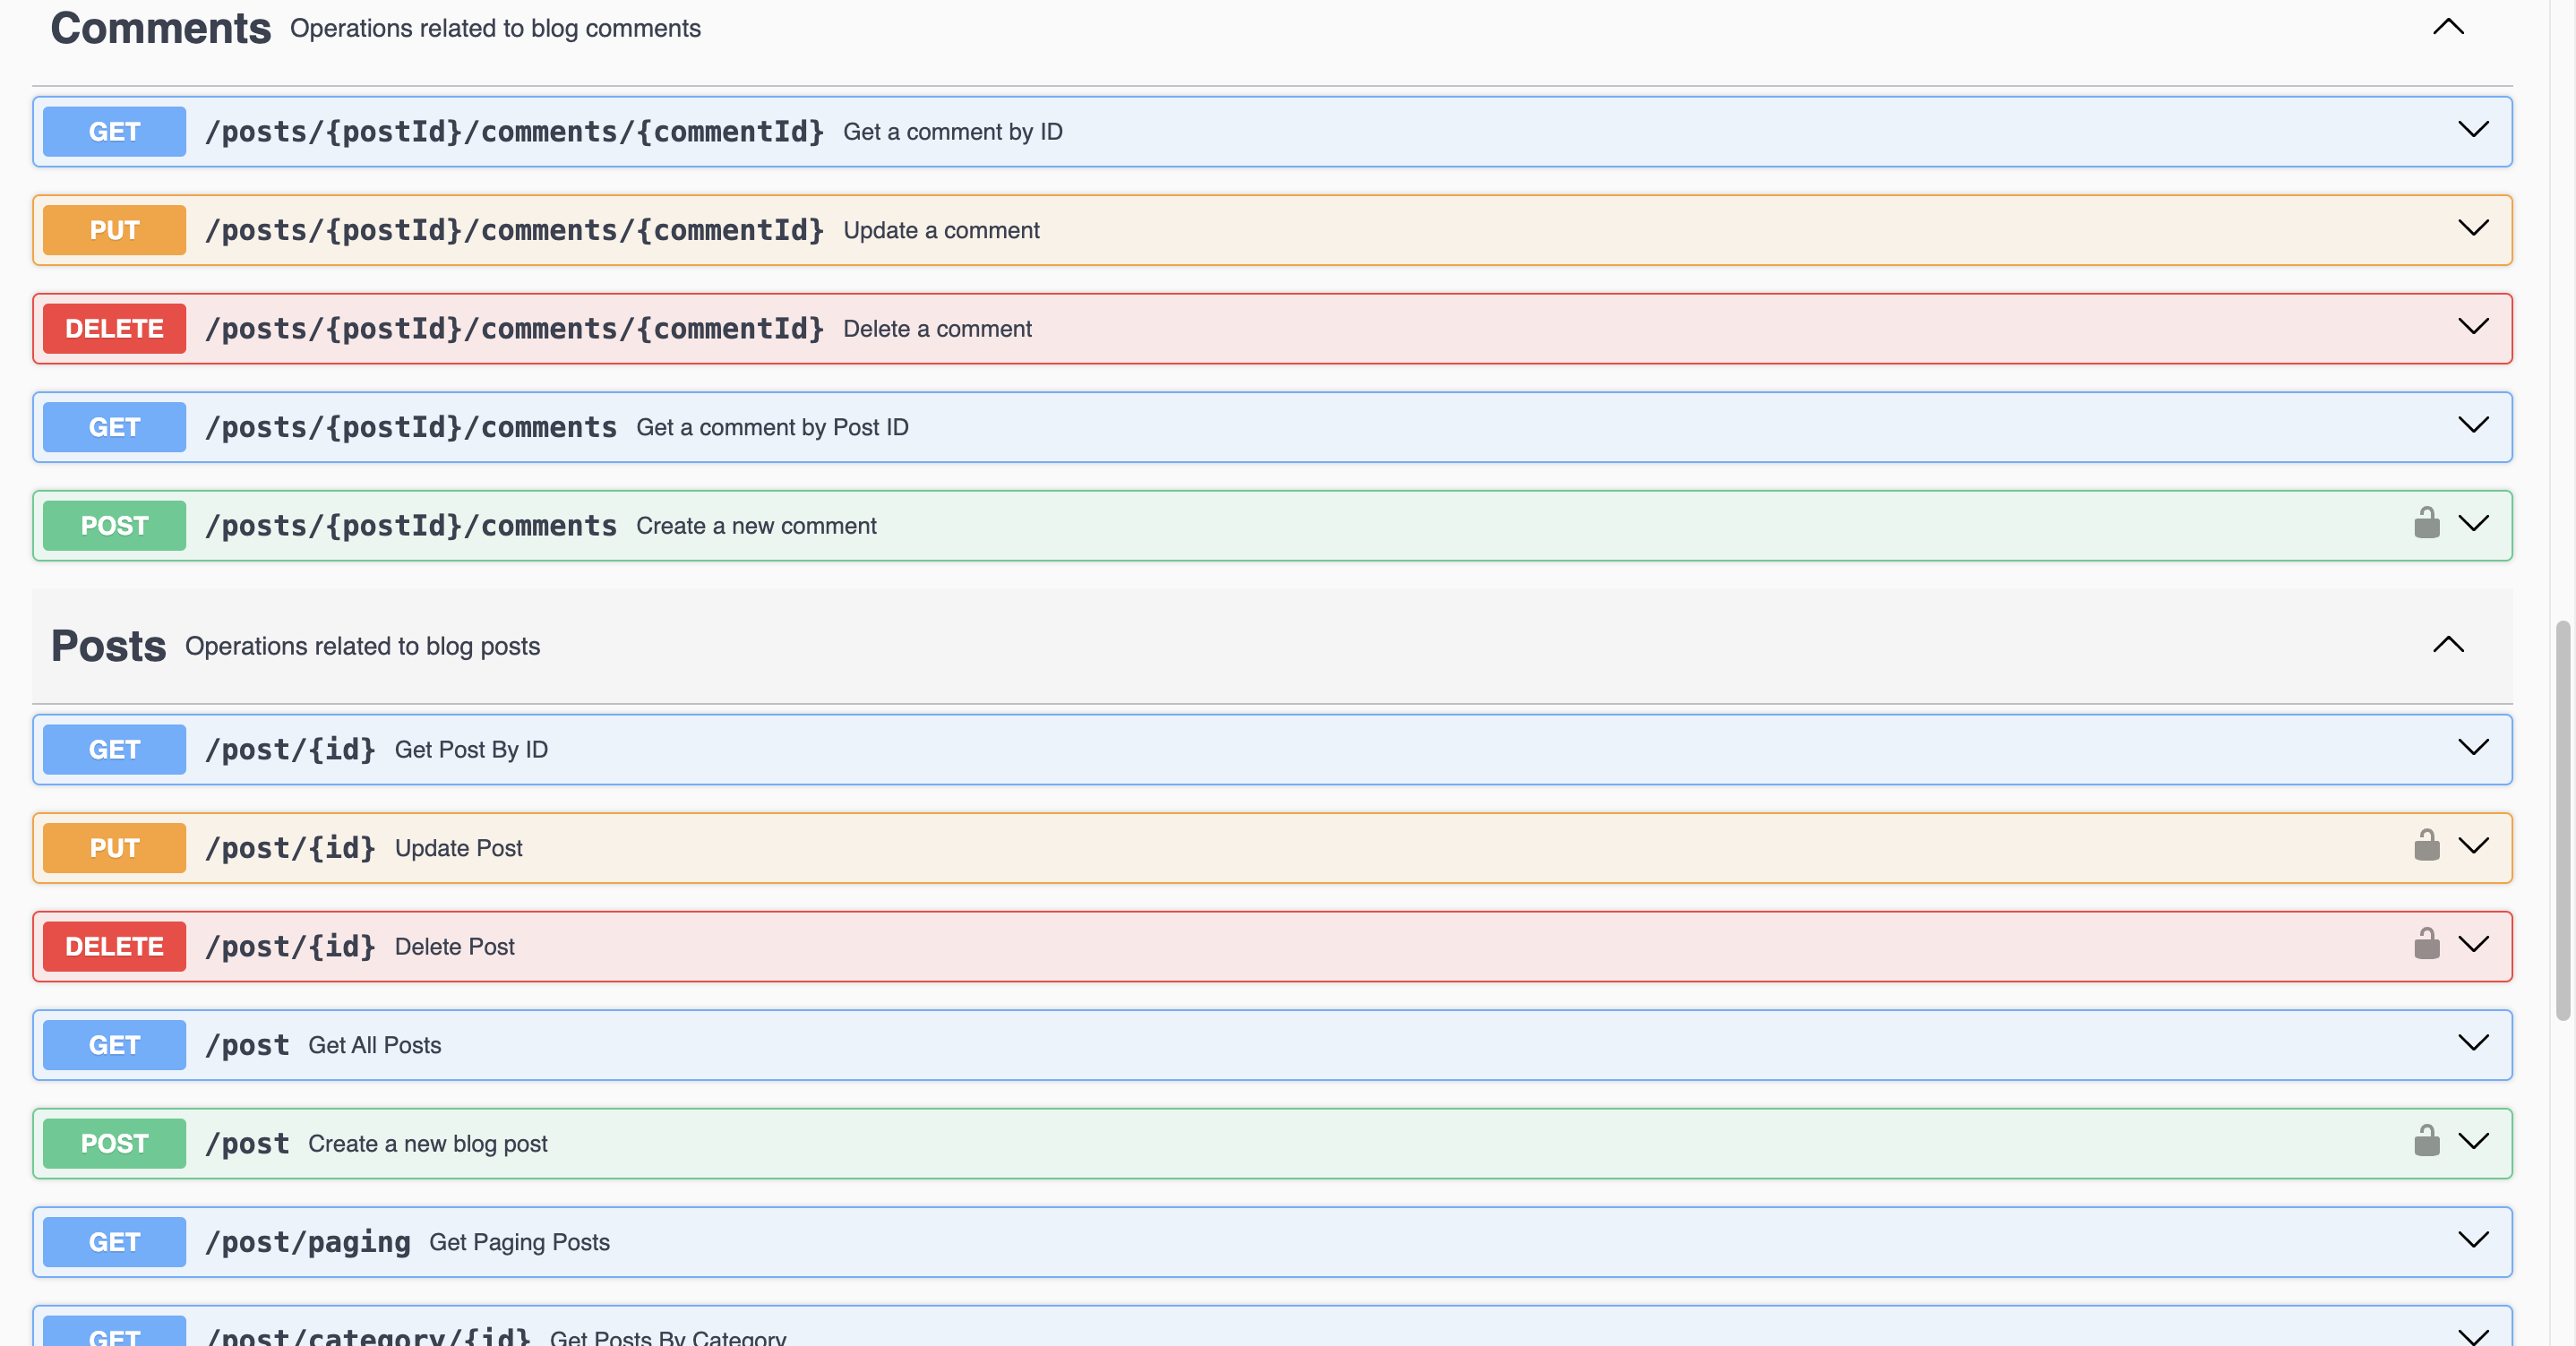 Comments Operations related to blog comments
GET /posts/{postId}/comments/{commentId} Get a comment by ID
PUT /posts/{postId}/comments/{commentId} Update a comment
DELETE /posts/{postId}/comments/{commentId} Delete a comment
GET /posts/{postId}/comments Get a comment by Post ID
POST /posts/{postId}/comments Create a new comment
Posts Operations related to blog posts
GET /post/{id} Get Post By ID
PUT /post/{id} Update Post
DELETE /post/{id} Delete Post
GET /post Get All Posts
POST /post Create a new blog post
GET /post/paging Get Paging Posts
GET /post/category/{id} Get Posts By Category